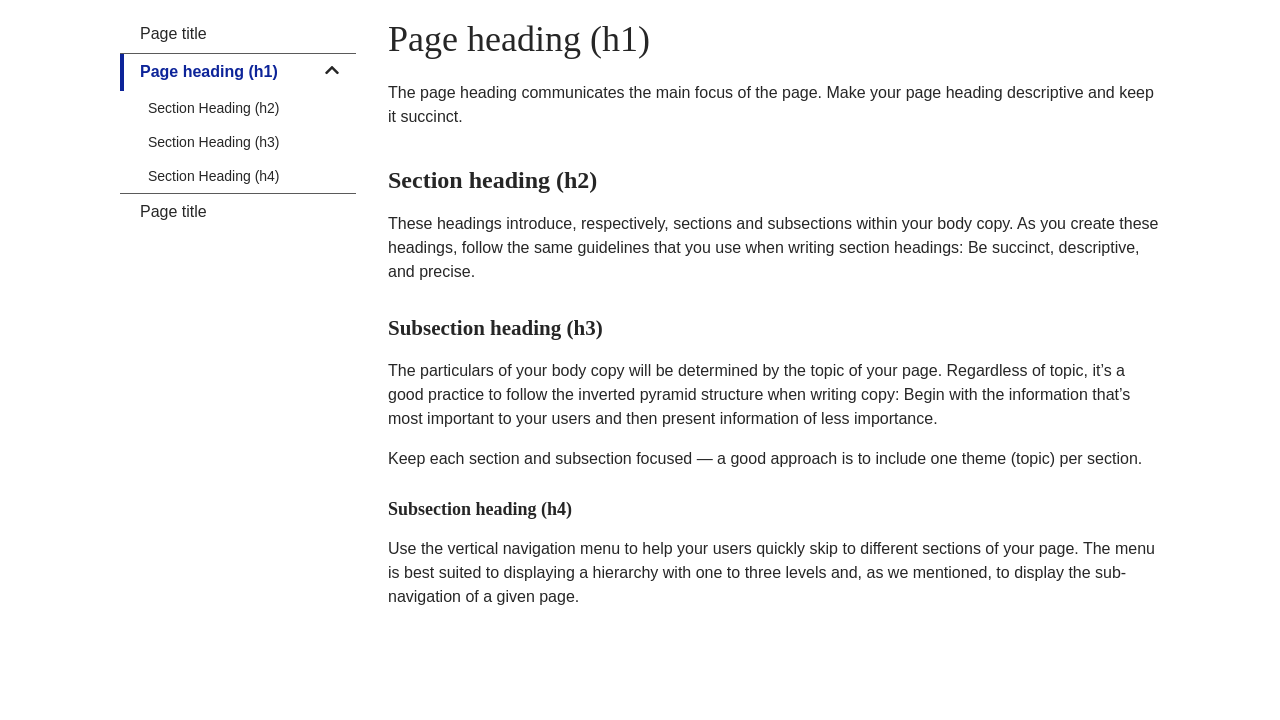 Page title
Page heading (h1)
Section Heading (h2)
Section Heading (h3)
Section Heading (h4)
Page title
Page heading (h1)
The page heading communicates the main focus of the page. Make your page heading descriptive and keep
it succinct.
Section heading (h2)
These headings introduce, respectively, sections and subsections within your body copy. As you create these
headings, follow the same guidelines that you use when writing section headings: Be succinct, descriptive,
and precise.
Subsection heading (h3)
The particulars of your body copy will be determined by the topic of your page. Regardless of topic, it’s a
good practice to follow the inverted pyramid structure when writing copy: Begin with the information that’s
most important to your users and then present information of less importance.
Keep each section and subsection focused — a good approach is to include one theme (topic) per section.
Subsection heading (h4)
Use the vertical navigation menu to help your users quickly skip to different sections of your page. The menu
is best suited to displaying a hierarchy with one to three levels and, as we mentioned, to display the sub-
navigation of a given page.